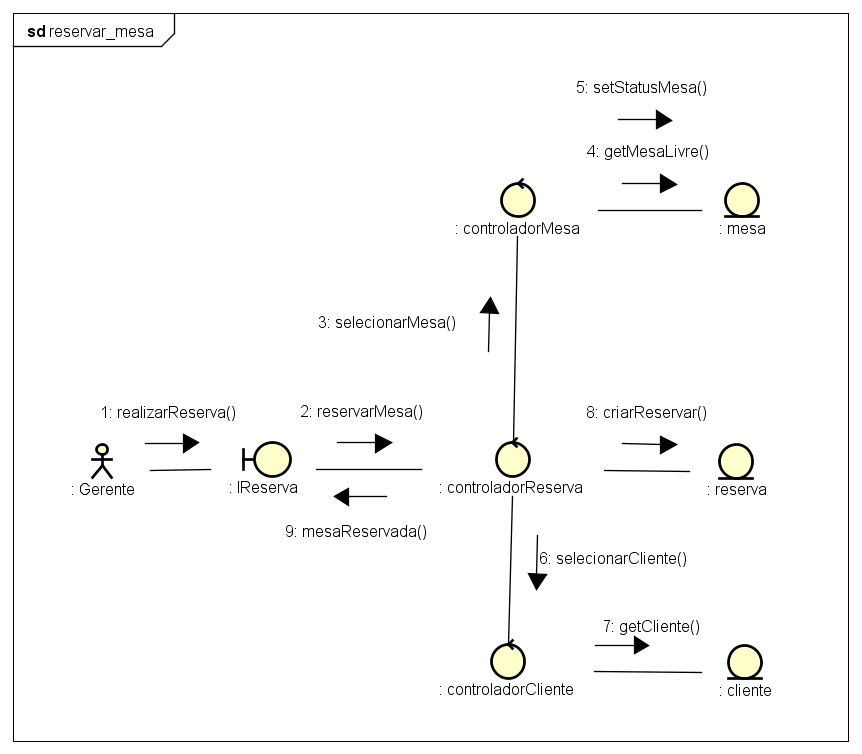 sd reservar_mesa
5: setStatusMesa()
4: getMesaLivre()
: controladorMesa
: mesa
3: selecionarMesa()
1: realizarReserva()
2: reservarMesa()
8: criarReservar()
: Gerente
: IReserva
: controladorReserva
: reserva
9: mesaReservada()
6: selecionarCliente()
7: getCliente()
: controladorCliente
: cliente